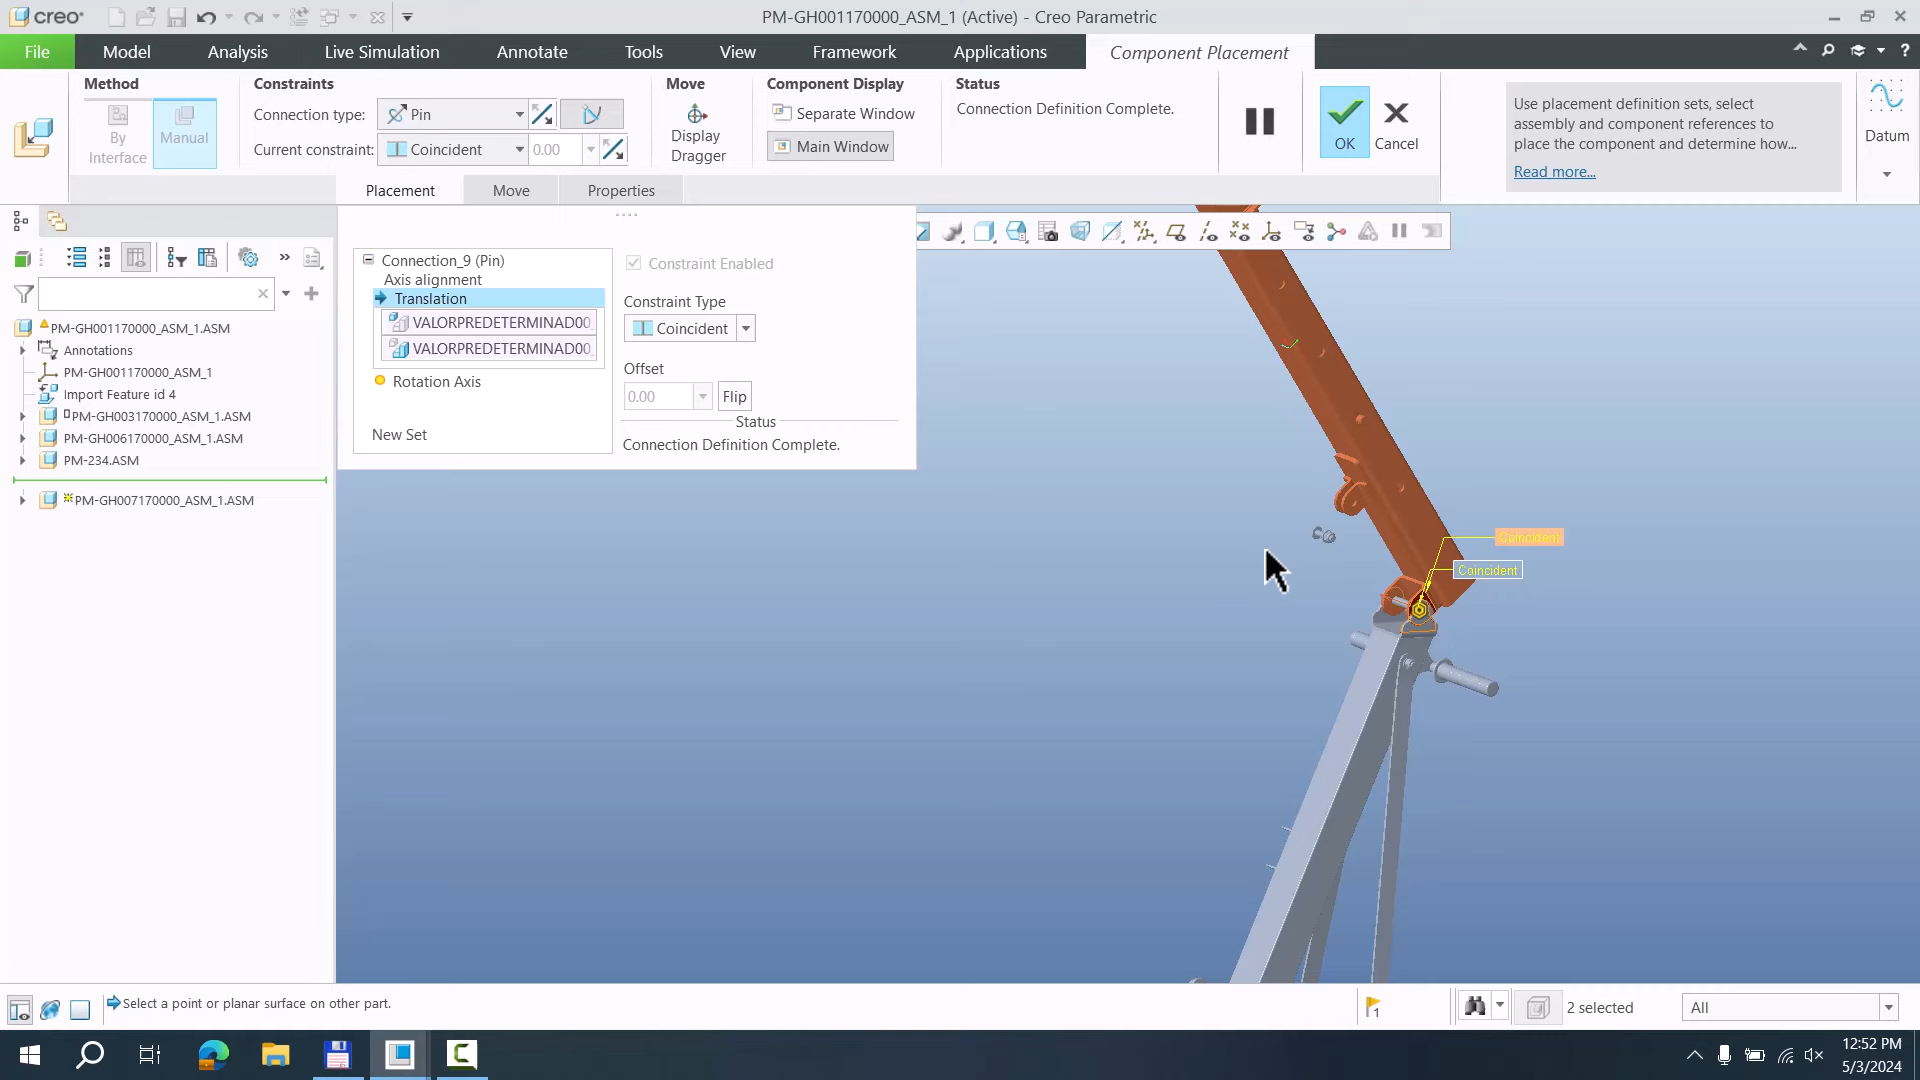 creo®
PM-GH001170000_ASM_1 (Active) - Creo Parametric
File
Model
Analysis
Live Simulation
Annotate
Tools
View
Framework
Applications
Component Placement
Method
Constraints
Move
Component Display
Status
By Interface
Manual
Connection type:
Pin
Current constraint:
Coincident
0.00
Display Dragger
Separate Window
Main Window
Connection Definition Complete.
OK
Cancel
Use placement definition sets, select
assembly and component references to
place the component and determine how...
Read more...
Datum
Placement
Move
Properties
Connection_9 (Pin)
Axis alignment
Translation
VALORPREDETERMINAD00_
VALORPREDETERMINAD00_
Rotation Axis
New Set
Constraint Enabled
Constraint Type
Coincident
Offset
0.00
Flip
Status
Connection Definition Complete.
PM-GH001170000_ASM_1.ASM
Annotations
PM-GH001170000_ASM_1
Import Feature id 4
PM-GH003170000_ASM_1.ASM
PM-GH006170000_ASM_1.ASM
PM-234.ASM
PM-GH007170000_ASM_1.ASM
Coincident
Coincident
Select a point or planar surface on other part.
1
2 selected
All
12:52 PM
5/3/2024